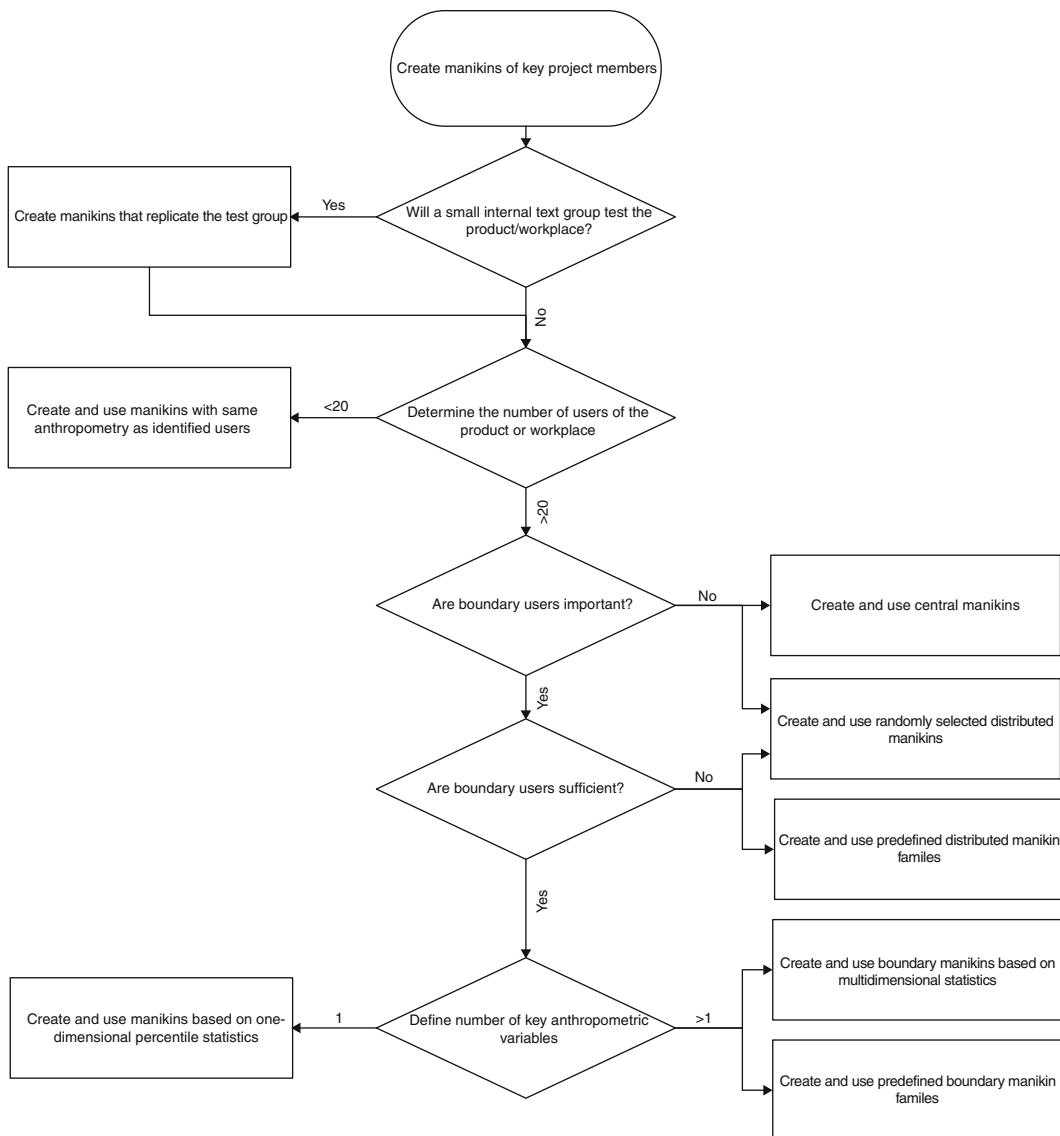 Create manikins of key project members
Create manikins that replicate the test group
Yes
Will a small internal text group test the
product/workplace?
No
Create and use manikins with same
anthropometry as identified users
<20
Determine the number of users of the
product or workplace
>20
Are boundary users important?
No
Create and use central manikins
Yes
Create and use randomly selected distributed
manikins
Are boundary users sufficient?
No
Create and use predefined distributed manikin
familes
Yes
Create and use boundary manikins based on
multidimensional statistics
Create and use manikins based on one-
dimensional percentile statistics
1
Define number of key anthropometric
variables
>1
Create and use predefined boundary manikin
familes